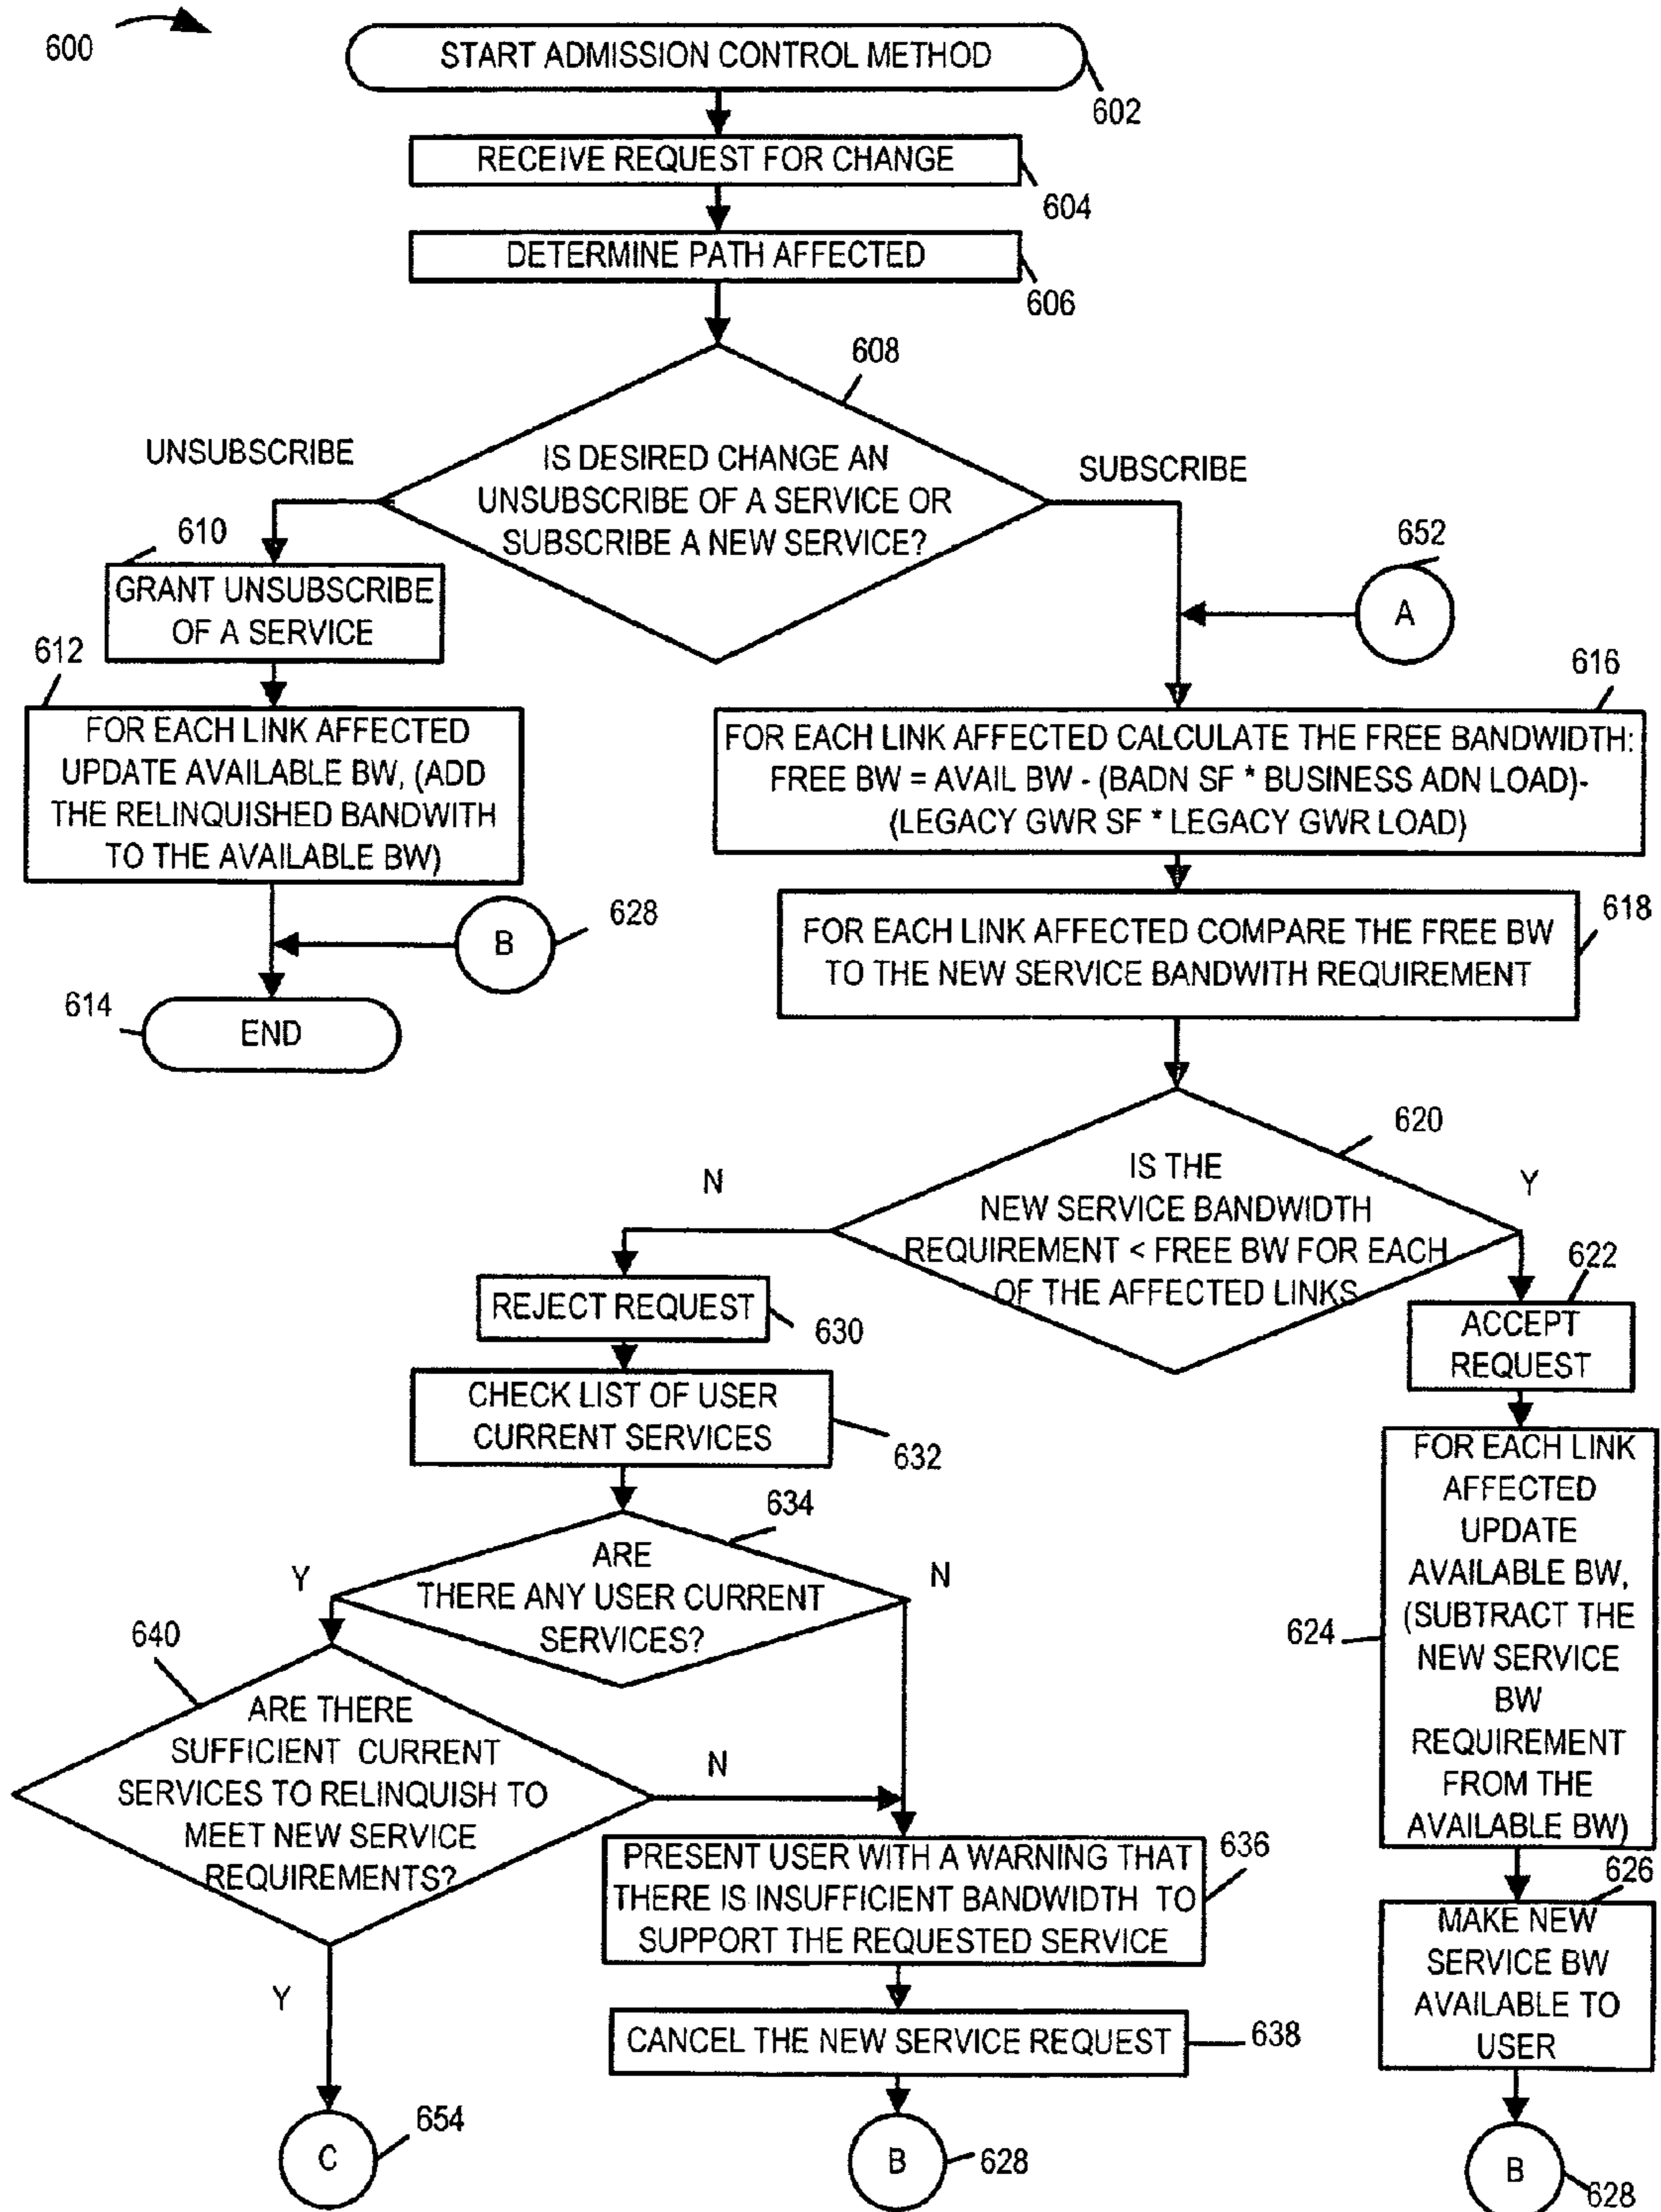 600
START ADMISSION CONTROL METHOD
602
RECEIVE REQUEST FOR CHANGE
604
DETERMINE PATH AFFECTED
606
608
IS DESIRED CHANGE AN
UNSUBSCRIBE OF A SERVICE OR
SUBSCRIBE A NEW SERVICE?
UNSUBSCRIBE
SUBSCRIBE
610
GRANT UNSUBSCRIBE
OF A SERVICE
612
FOR EACH LINK AFFECTED
UPDATE AVAILABLE BW, (ADD
THE RELINQUISHED BANDWITH
TO THE AVAILABLE BW)
B
628
614
END
652
A
616
FOR EACH LINK AFFECTED CALCULATE THE FREE BANDWIDTH:
FREE BW = AVAIL BW - (BADN SF * BUSINESS ADN LOAD)-
(LEGACY GWR SF * LEGACY GWR LOAD)
618
FOR EACH LINK AFFECTED COMPARE THE FREE BW
TO THE NEW SERVICE BANDWITH REQUIREMENT
620
IS THE
NEW SERVICE BANDWIDTH
REQUIREMENT < FREE BW FOR EACH
OF THE AFFECTED LINKS
N
Y
622
ACCEPT
REQUEST
REJECT REQUEST
630
CHECK LIST OF USER
CURRENT SERVICES
632
634
ARE
THERE ANY USER CURRENT
SERVICES?
Y
N
624
FOR EACH LINK
AFFECTED
UPDATE
AVAILABLE BW,
(SUBTRACT THE
NEW SERVICE
BW
REQUIREMENT
FROM THE
AVAILABLE BW)
640
ARE THERE
SUFFICIENT CURRENT
SERVICES TO RELINQUISH TO
MEET NEW SERVICE
REQUIREMENTS?
N
Y
PRESENT USER WITH A WARNING THAT
THERE IS INSUFFICIENT BANDWIDTH TO
SUPPORT THE REQUESTED SERVICE
636
626
MAKE NEW
SERVICE BW
AVAILABLE TO
USER
CANCEL THE NEW SERVICE REQUEST
638
C
654
B
628
B
628